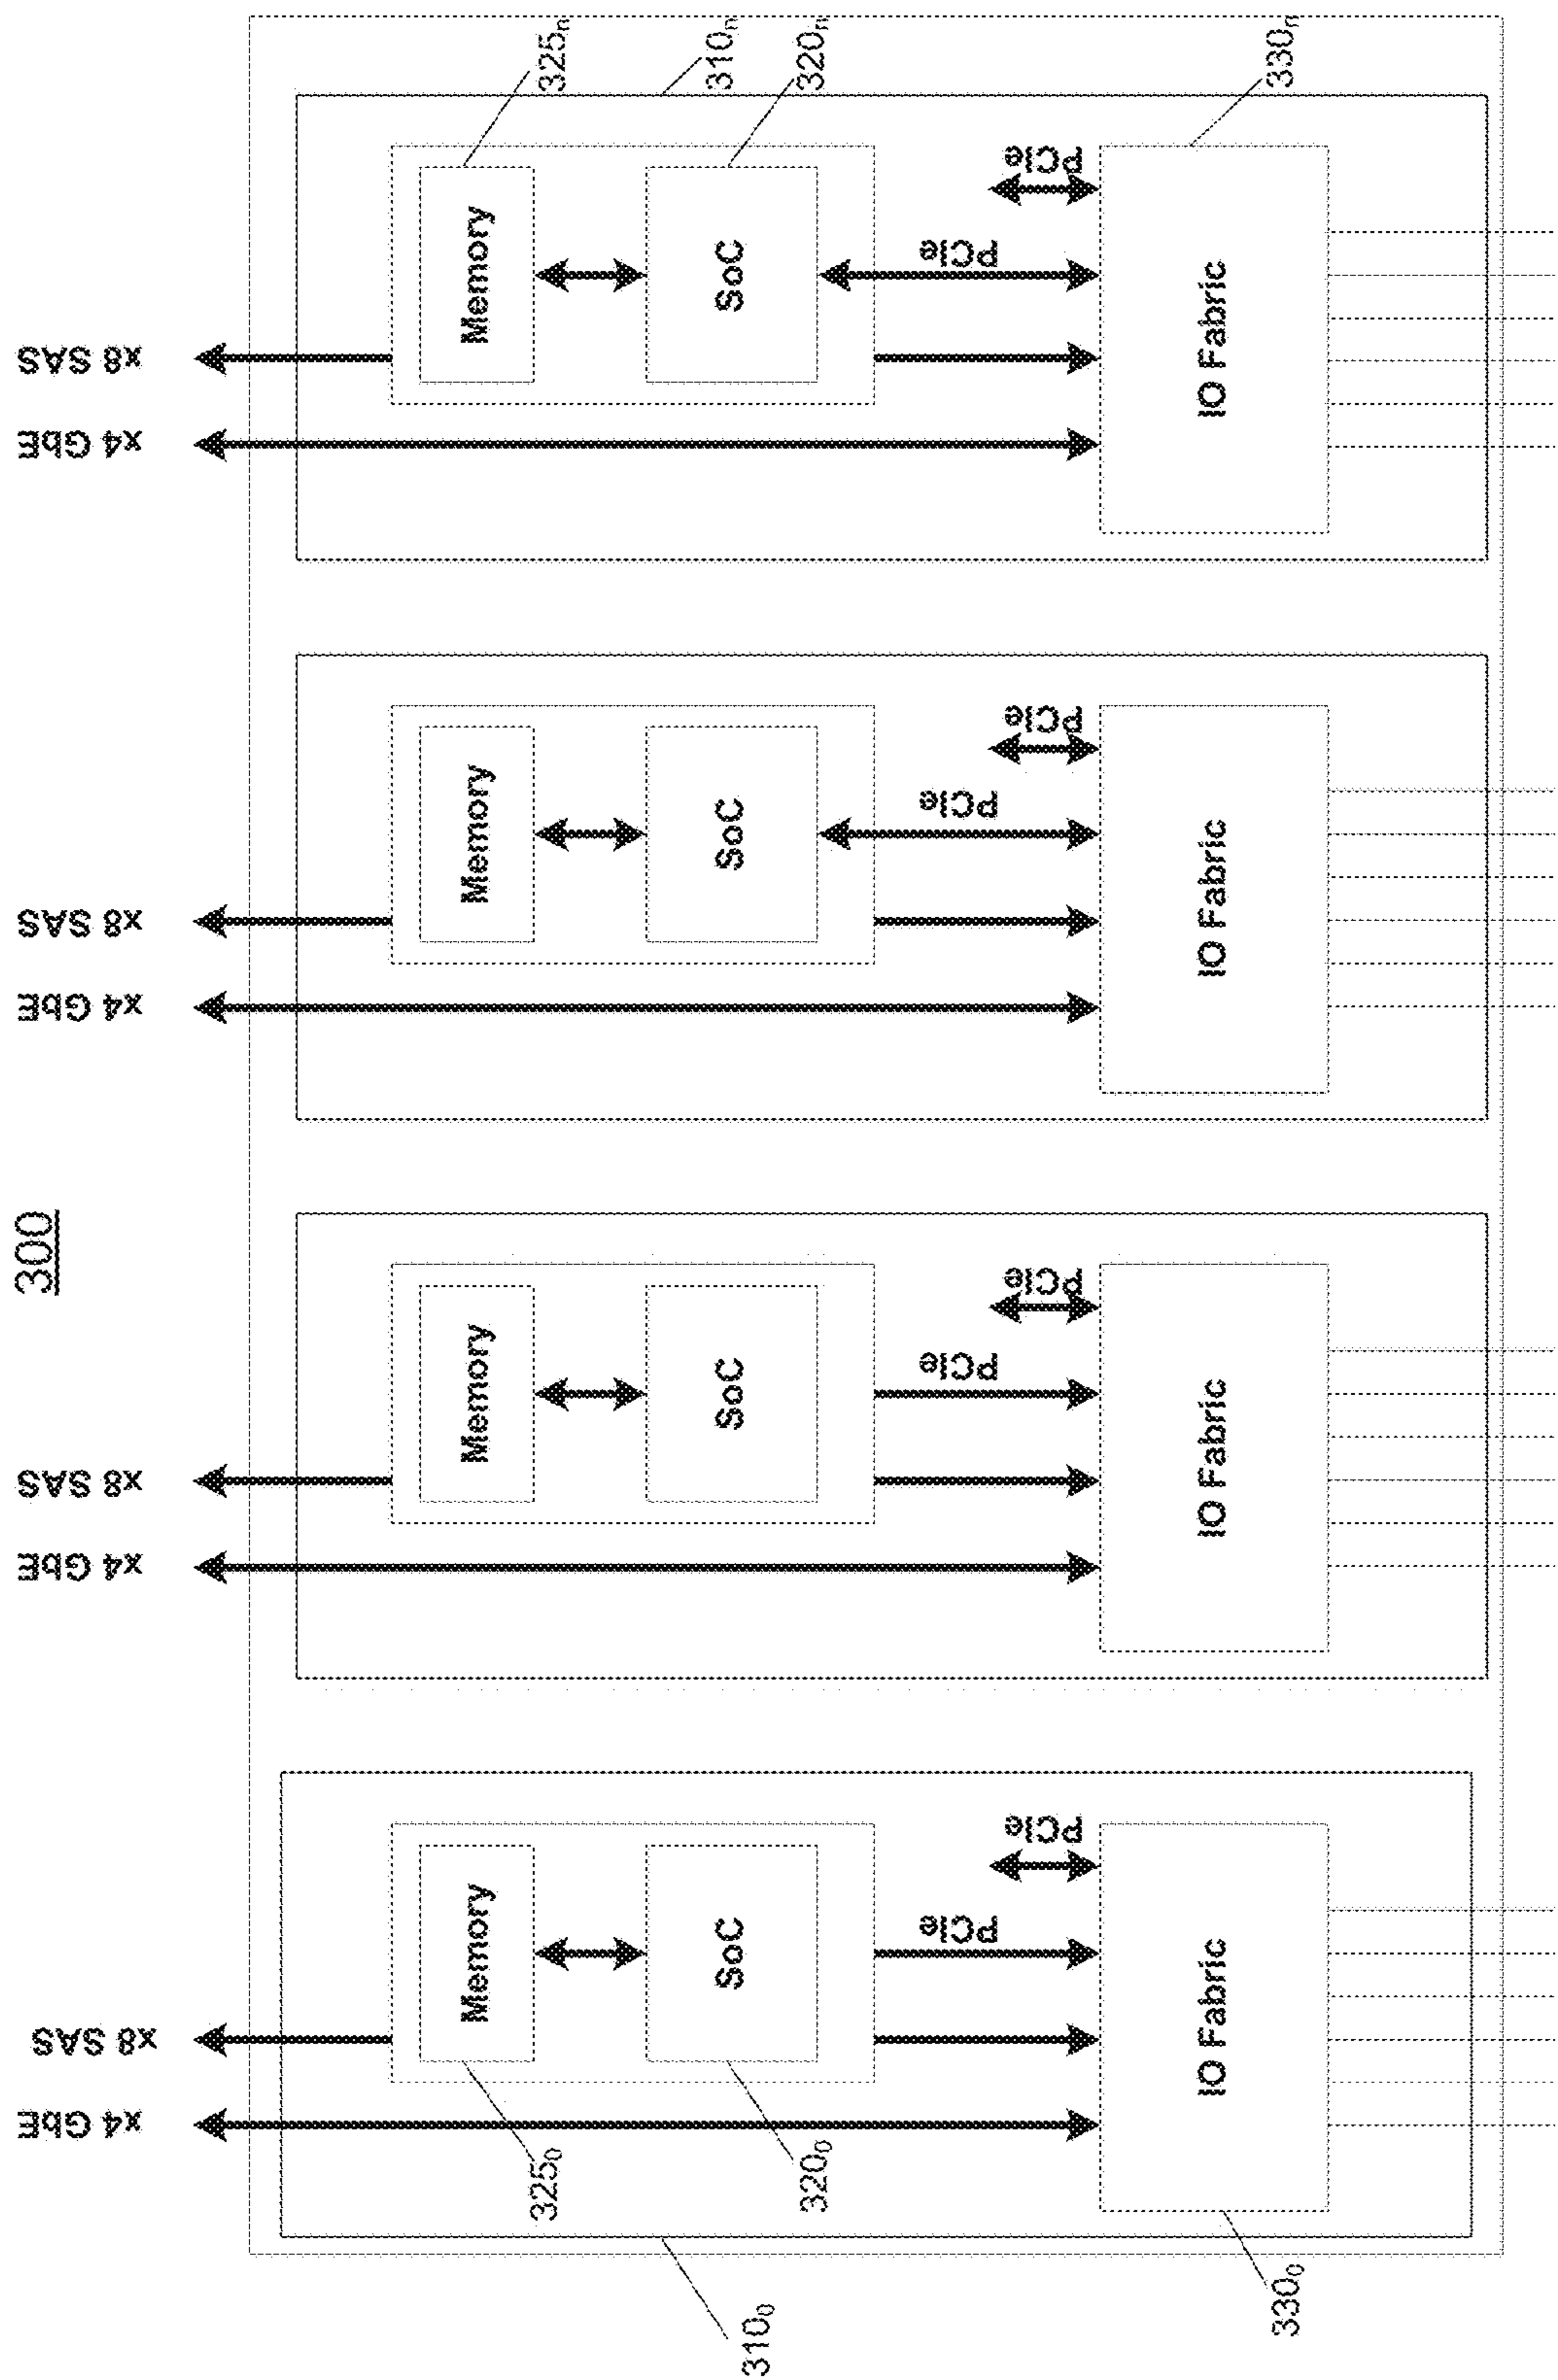 300
x4 GbE
x8 SAS
Memory
SoC
PCIe
PCIe
IO Fabric
310₀
325₀
320₀
330₀
x4 GbE
x8 SAS
Memory
SoC
PCIe
PCIe
IO Fabric
x4 GbE
x8 SAS
Memory
SoC
PCIe
PCIe
IO Fabric
x4 GbE
x8 SAS
Memory
SoC
PCIe
PCIe
IO Fabric
325ₙ
310ₙ
320ₙ
330ₙ